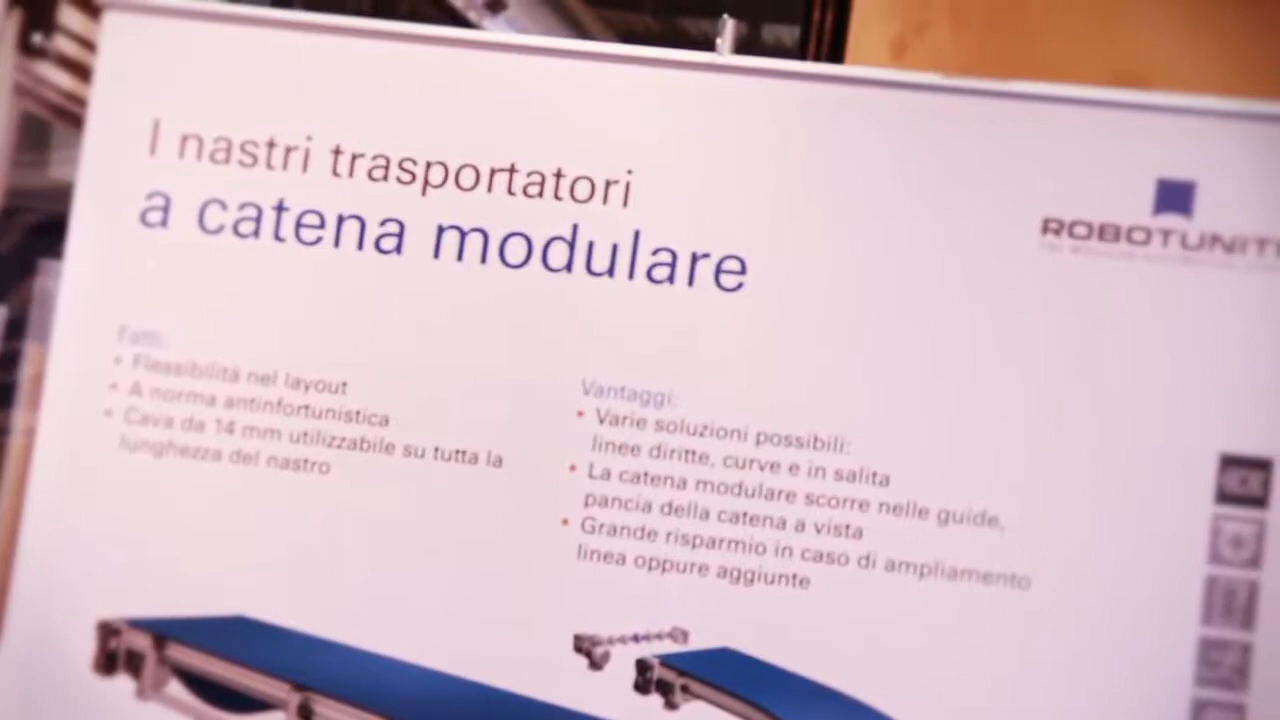 I nastri trasportatori
a catena modulare
ROBOTUNITS
Fatti:
• Flessibilità nel layout
• A norma antinfortunistica
• Cava da 14 mm utilizzabile su tutta la
lunghezza del nastro
Vantaggi:
• Varie soluzioni possibili:
linee diritte, curve e in salita
• La catena modulare scorre nelle guide,
pancia della catena a vista
• Grande risparmio in caso di ampliamento
linea oppure aggiunte